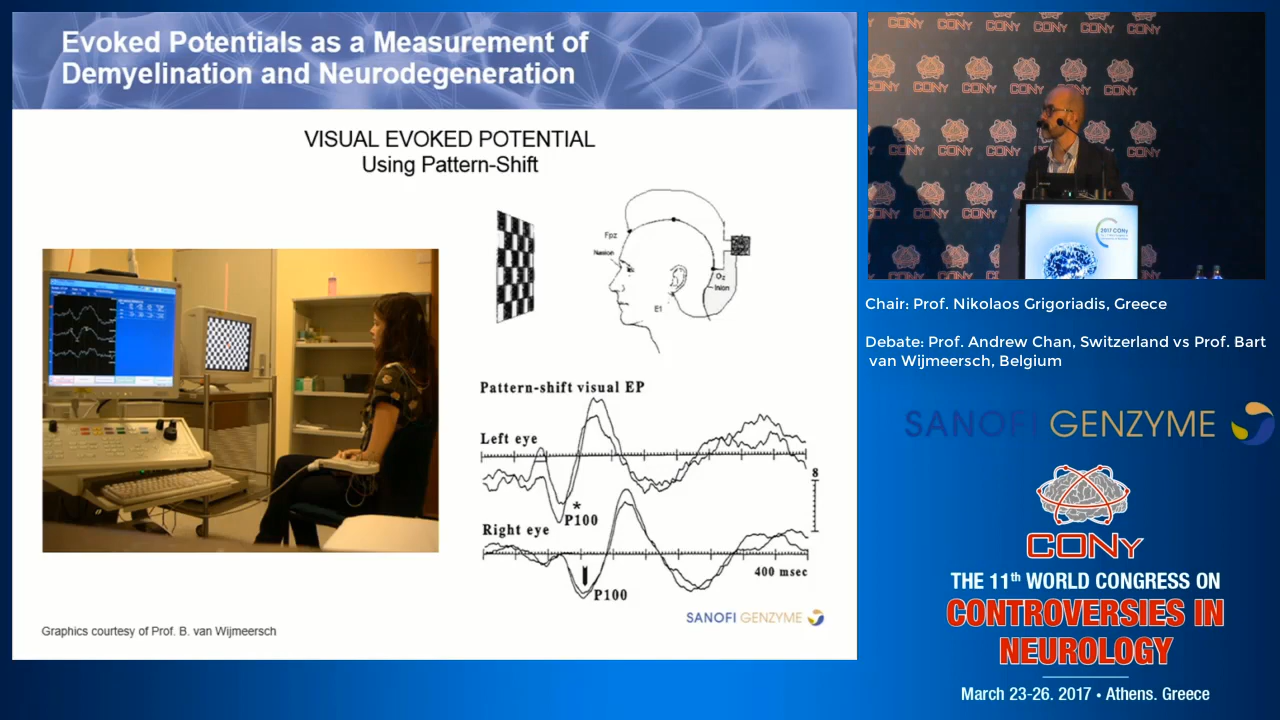 Evoked Potentials as a Measurement of
Demyelination and Neurodegeneration
VISUAL EVOKED POTENTIAL
Using Pattern-Shift
Fpz
Nasion
Oz
Inion
E1
Pattern-shift visual EP
Left eye
8
*
P100
Right eye
400 msec
P100
SANOFI GENZYME
Graphics courtesy of Prof. B. van Wijmeersch
CONy
2017 CONy
Chair: Prof. Nikolaos Grigoriadis, Greece
Debate: Prof. Andrew Chan, Switzerland vs Prof. Bart
van Wijmeersch, Belgium
SANOFI GENZYME
CONy
THE 11th WORLD CONGRESS ON
CONTROVERSIES IN
NEUROLOGY
March 23-26. 2017 • Athens. Greece